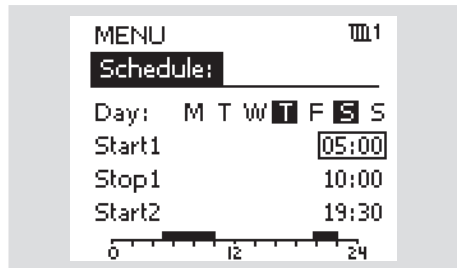 MENU 1
Schedule:
Day: M T W T F S S
Start1 05:00
Stop1 10:00
Start2 19:30
0 12 24